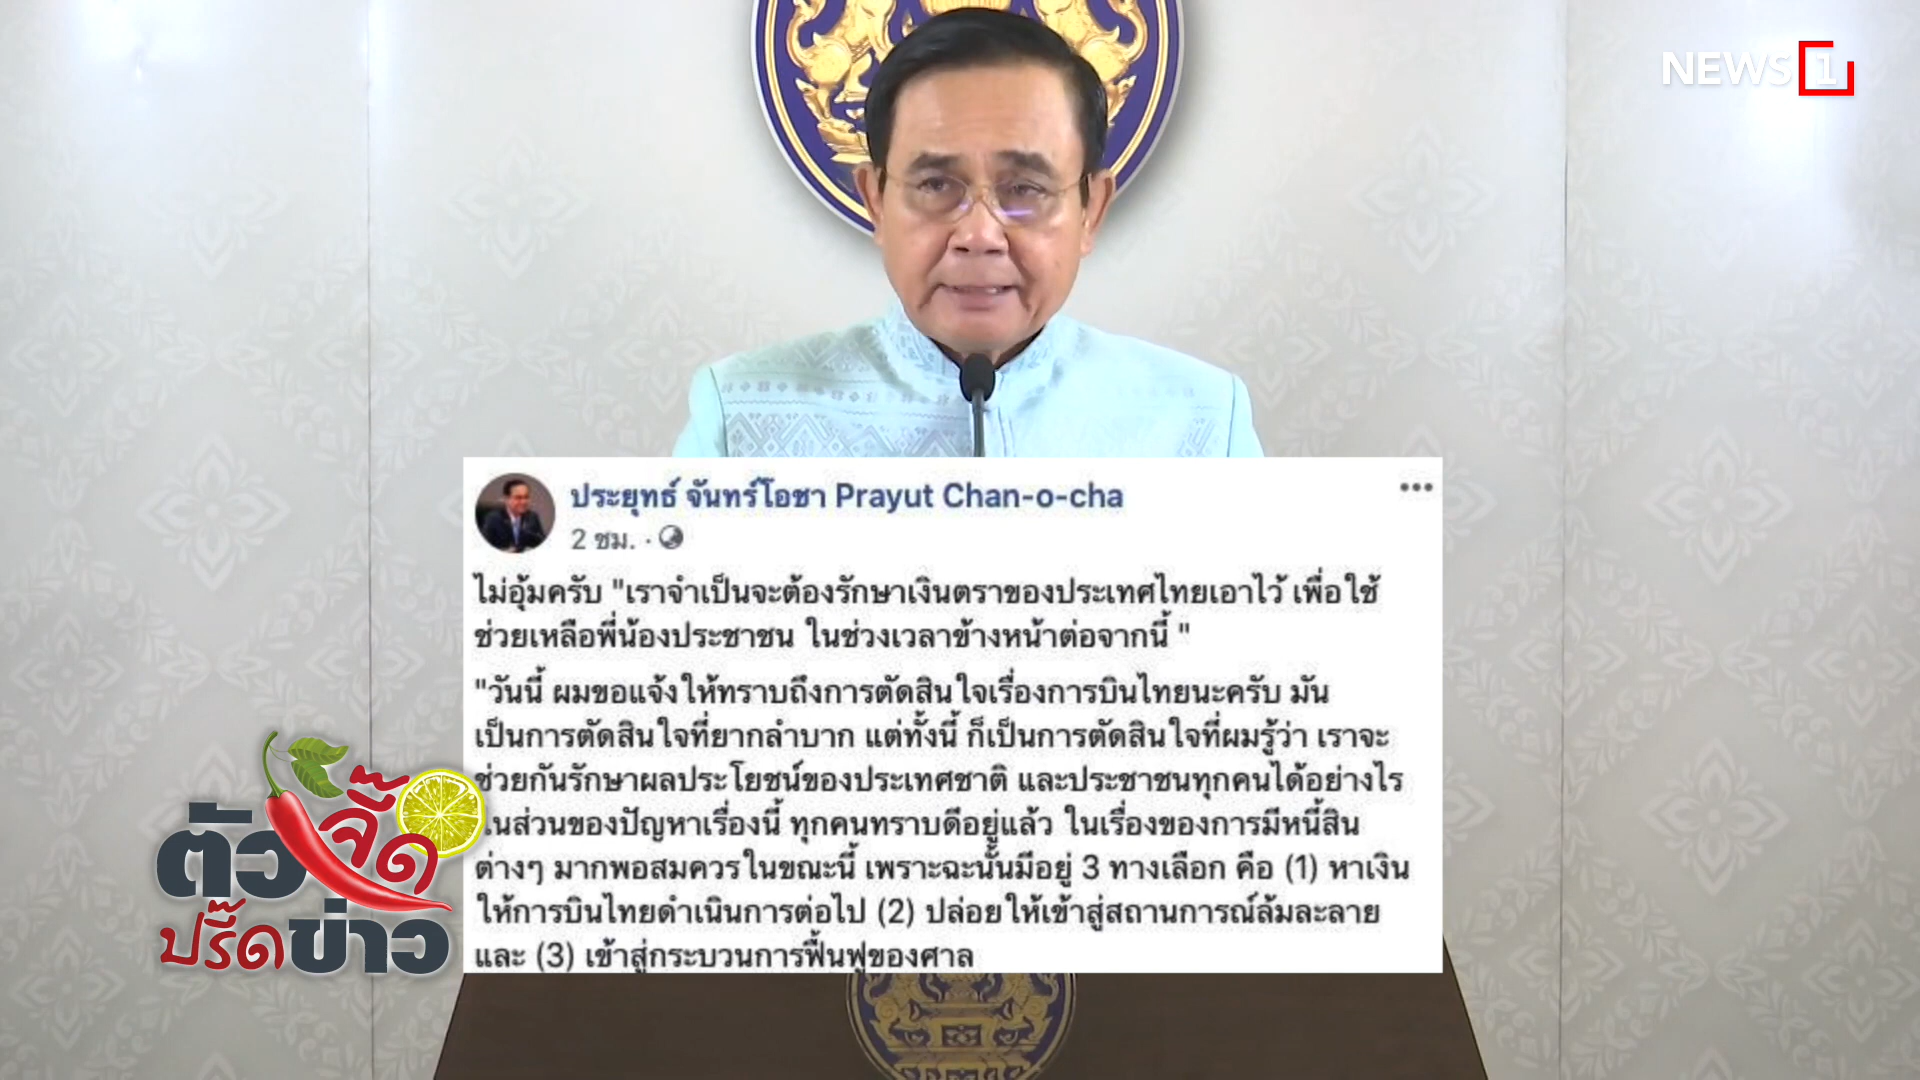 NEWS 1
ประยุทธ์ จันทร์โอชา Prayut Chan-o-cha
2 ชม. ·
ไม่อุ้มครับ "เราจำเป็นจะต้องรักษาเงินตราของประเทศไทยเอาไว้ เพื่อใช้
ช่วยเหลือพี่น้องประชาชน ในช่วงเวลาข้างหน้าต่อจากนี้ "
"วันนี้ ผมขอแจ้งให้ทราบถึงการตัดสินใจเรื่องการบินไทยนะครับ มัน
เป็นการตัดสินใจที่ยากลำบาก แต่ทั้งนี้ ก็เป็นการตัดสินใจที่ผมรู้ว่า เราจะ
ช่วยกันรักษาผลประโยชน์ของประเทศชาติ และประชาชนทุกคนได้อย่างไร
ในส่วนของปัญหาเรื่องนี้ ทุกคนทราบดีอยู่แล้ว ในเรื่องของการมีหนี้สิน
ต่างๆ มากพอสมควรในขณะนี้ เพราะฉะนั้นมีอยู่ 3 ทางเลือก คือ (1) หาเงิน
ให้การบินไทยดำเนินการต่อไป (2) ปล่อยให้เข้าสู่สถานการณ์ล้มละลาย
และ (3) เข้าสู่กระบวนการฟื้นฟูของศาล
ตัวจี๊ด
ปรี๊ดข่าว